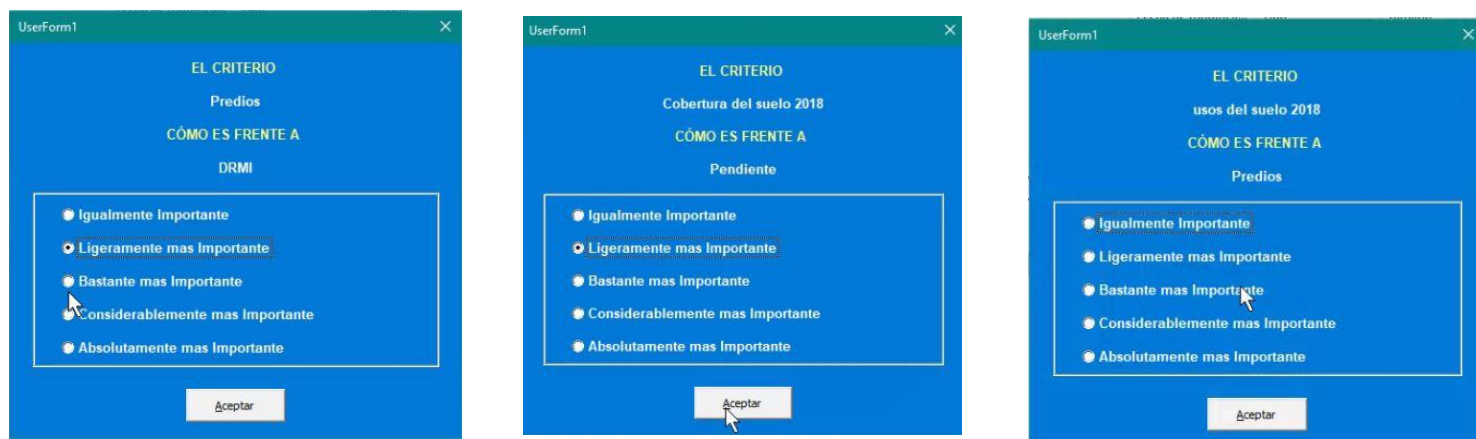 UserForm1
EL CRITERIO
Predios
CÓMO ES FRENTE A
DRMI
Igualmente Importante
Ligeramente mas Importante
Bastante mas Importante
Considerablemente mas Importante
Absolutamente mas Importante
Aceptar
UserForm1
EL CRITERIO
Cobertura del suelo 2018
CÓMO ES FRENTE A
Pendiente
Igualmente Importante
Ligeramente mas Importante
Bastante mas Importante
Considerablemente mas Importante
Absolutamente mas Importante
Aceptar
UserForm1
EL CRITERIO
usos del suelo 2018
CÓMO ES FRENTE A
Predios
Igualmente Importante
Ligeramente mas Importante
Bastante mas Importante
Considerablemente mas Importante
Absolutamente mas Importante
Aceptar